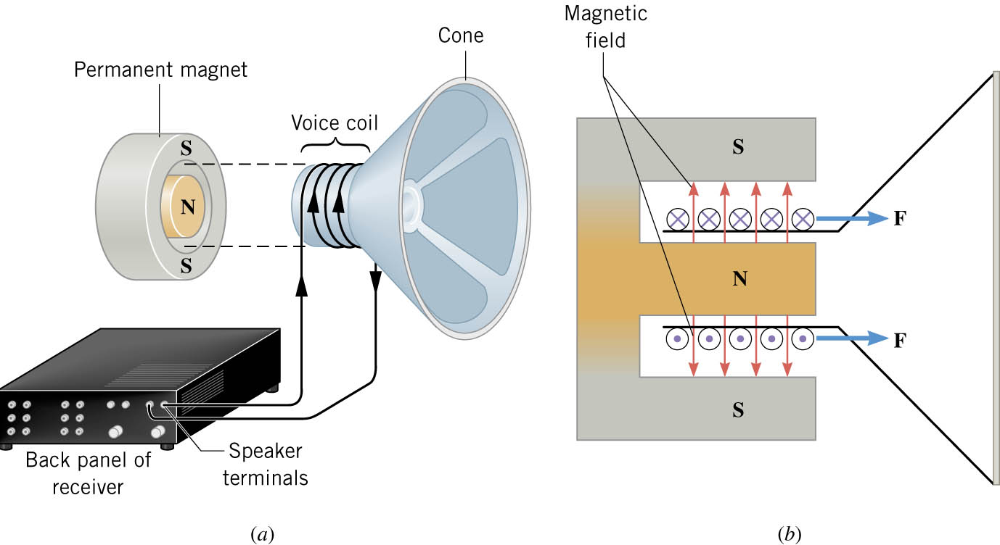 Cone
Permanent magnet
Voice coil
S
N
S
Back panel of
receiver
Speaker
terminals
(a)
Magnetic
field
S
F
N
F
S
(b)